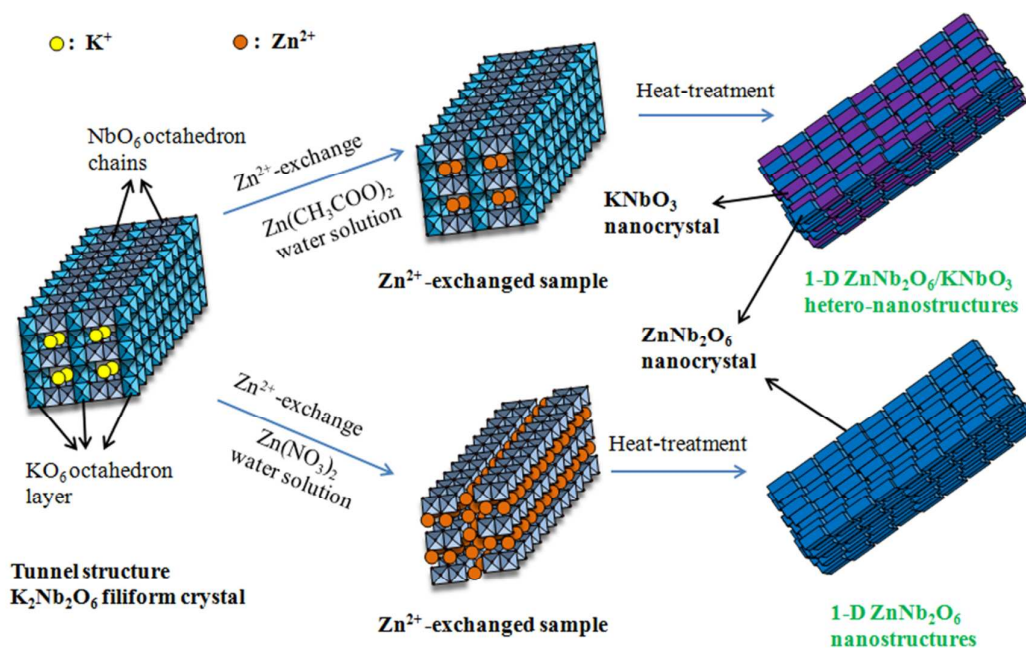 : K⁺
: Zn²⁺
NbO₆ octahedron
chains
Zn²⁺-exchange
Zn(CH₃COO)₂
water solution
Heat-treatment
KNbO₃
nanocrystal
Zn²⁺-exchanged sample
1-D ZnNb₂O₆/KNbO₃
hetero-nanostructures
ZnNb₂O₆
nanocrystal
Zn²⁺-exchange
Zn(NO₃)₂
water solution
Heat-treatment
KO₆ octahedron
layer
Tunnel structure
K₂Nb₂O₆ filiform crystal
Zn²⁺-exchanged sample
1-D ZnNb₂O₆
nanostructures